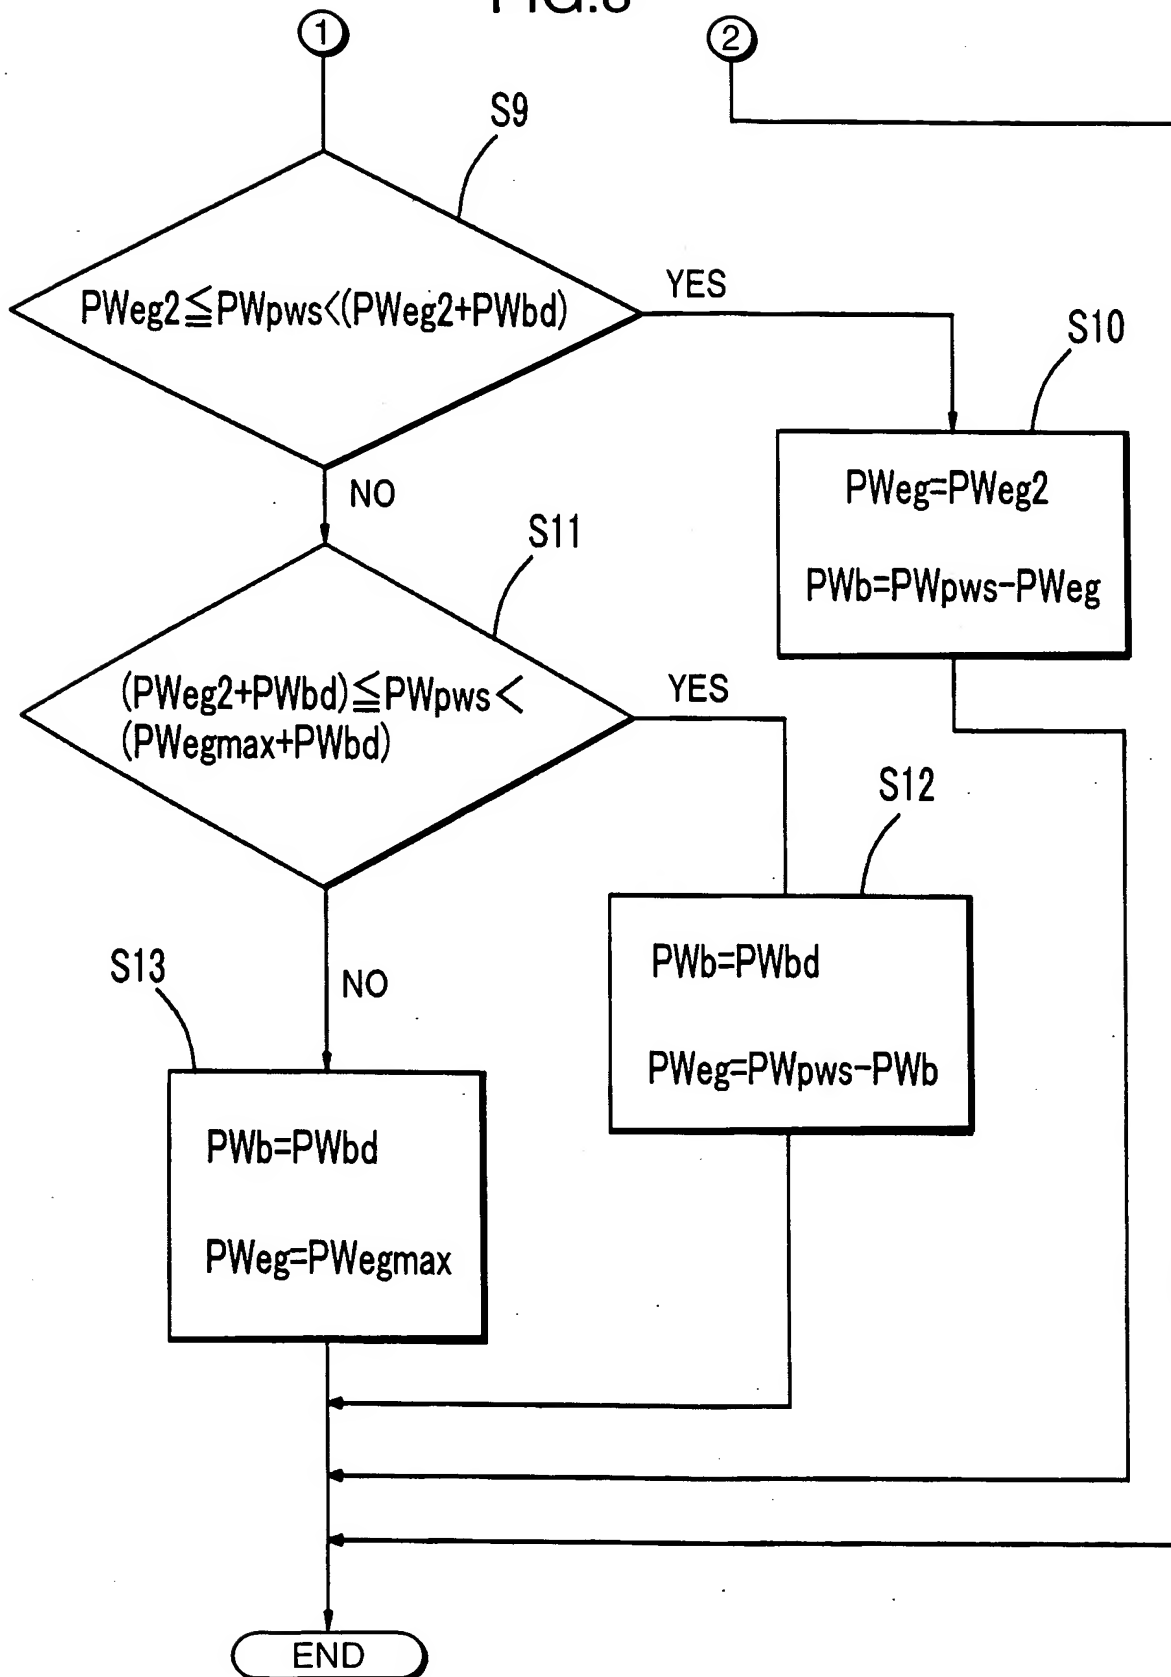 ①
②
S9
PWeg2≦PWpws<(PWeg2+PWbd)
YES
S10
PWeg=PWeg2
PWb=PWpws-PWeg
NO
S11
(PWeg2+PWbd)≦PWpws<
(PWegmax+PWbd)
YES
S12
PWb=PWbd
PWeg=PWpws-PWb
NO
S13
PWb=PWbd
PWeg=PWegmax
END